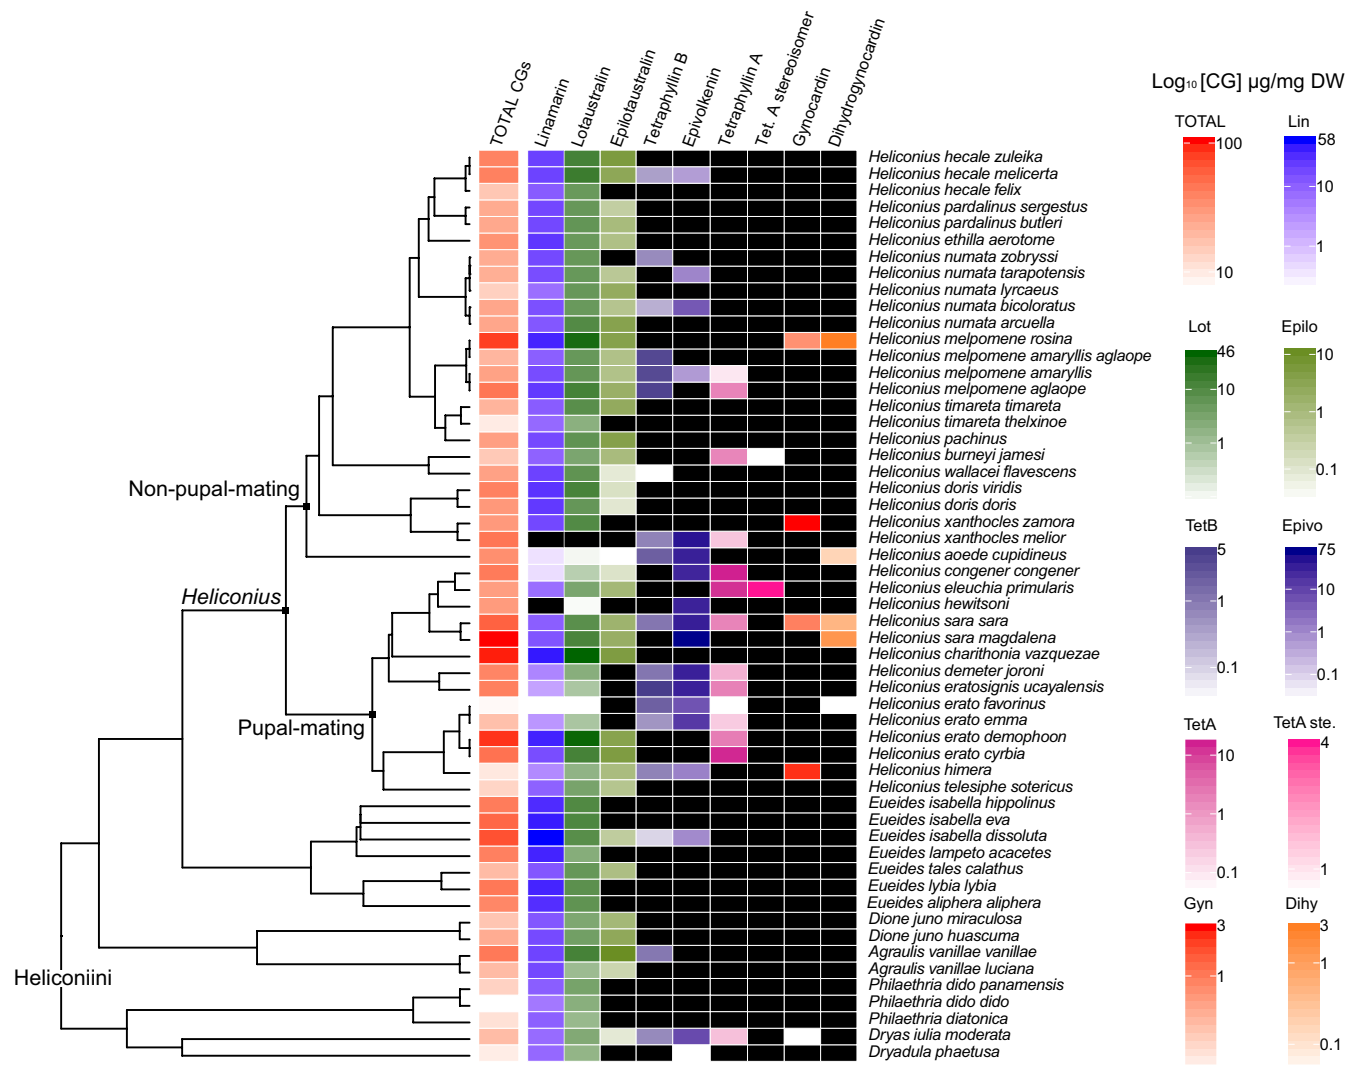 TOTAL CGs
Linamarin
Lotaustralin
Epilotaustralin
Tetraphyllin B
Epivolkenin
Tetraphyllin A
Tet. A stereoisomer
Gynocardin
Dihydrogynocardin
Heliconius hecale zuleika
Heliconius hecale melicerta
Heliconius hecale felix
Heliconius pardalinus sergestus
Heliconius pardalinus butleri
Heliconius ethilla aerotome
Heliconius numata zobryssi
Heliconius numata tarapotensis
Heliconius numata lyrcaeus
Heliconius numata bicoloratus
Heliconius numata arcuella
Heliconius melpomene rosina
Heliconius melpomene amaryllis aglaope
Heliconius melpomene amaryllis
Heliconius melpomene aglaope
Heliconius timareta timareta
Heliconius timareta thelxinoe
Heliconius pachinus
Heliconius burneyi jamesi
Heliconius wallacei flavescens
Heliconius doris viridis
Heliconius doris doris
Heliconius xanthocles zamora
Heliconius xanthocles melior
Heliconius aoede cupidineus
Heliconius congener congener
Heliconius eleuchia primularis
Heliconius hewitsoni
Heliconius sara sara
Heliconius sara magdalena
Heliconius charithonia vazquezae
Heliconius demeter joroni
Heliconius eratosignis ucayalensis
Heliconius erato favorinus
Heliconius erato emma
Heliconius erato demophoon
Heliconius erato cyrbia
Heliconius himera
Heliconius telesiphe sotericus
Eueides isabella hippolinus
Eueides isabella eva
Eueides isabella dissoluta
Eueides lampeto acacetes
Eueides tales calathus
Eueides lybia lybia
Eueides aliphera aliphera
Dione juno miraculosa
Dione juno huascuma
Agraulis vanillae vanillae
Agraulis vanillae luciana
Philaethria dido panamensis
Philaethria dido dido
Philaethria diatonica
Dryas iulia moderata
Dryadula phaetusa
Non-pupal-mating
Heliconius
Pupal-mating
Heliconiini
Log₁₀ [CG] µg/mg DW
TOTAL
100
10
Lin
58
10
1
Lot
46
10
1
Epilo
10
1
0.1
TetB
5
1
0.1
Epivo
75
10
1
0.1
TetA
10
1
0.1
TetA ste.
4
1
Gyn
3
1
Dihy
3
1
0.1